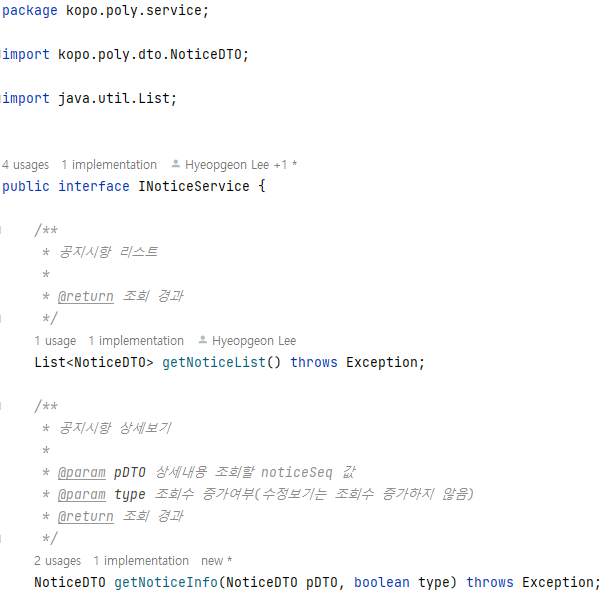 package kopo.poly.service;
import kopo.poly.dto.NoticeDTO;
import java.util.List;
4 usages 1 implementation Hyeopgeon Lee +1 *
public interface INoticeService {
/**
* 공지시항 리스트
*
* @return 조회 경과
*/
1 usage 1 implementation Hyeopgeon Lee
List<NoticeDTO> getNoticeList() throws Exception;
/**
* 공지시항 상세보기
*
* @param pDTO 상세내용 조회할 noticeSeq 값
* @param type 조회수 증가여부(수정보기는 조회수 증가하지 않음)
* @return 조회 경과
*/
2 usages 1 implementation new *
NoticeDTO getNoticeInfo(NoticeDTO pDTO, boolean type) throws Exception;